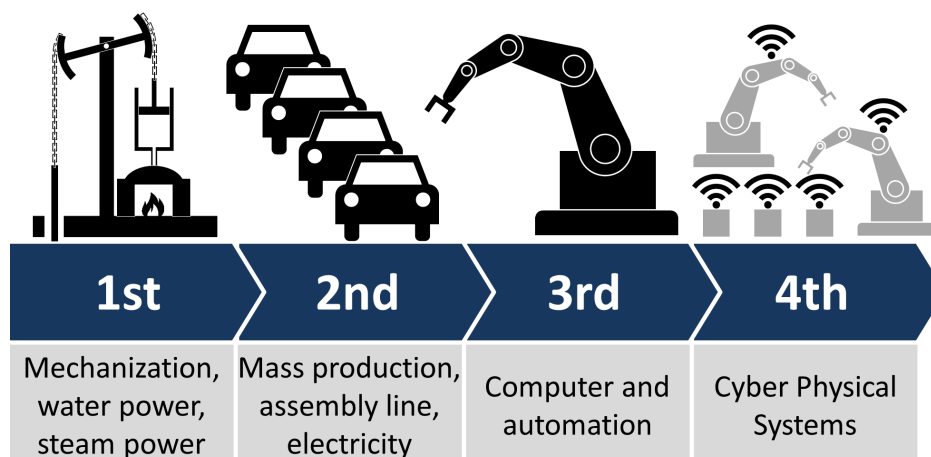 1st
2nd
3rd
4th
Mechanization,
water power,
steam power
Mass production,
assembly line,
electricity
Computer and
automation
Cyber Physical
Systems